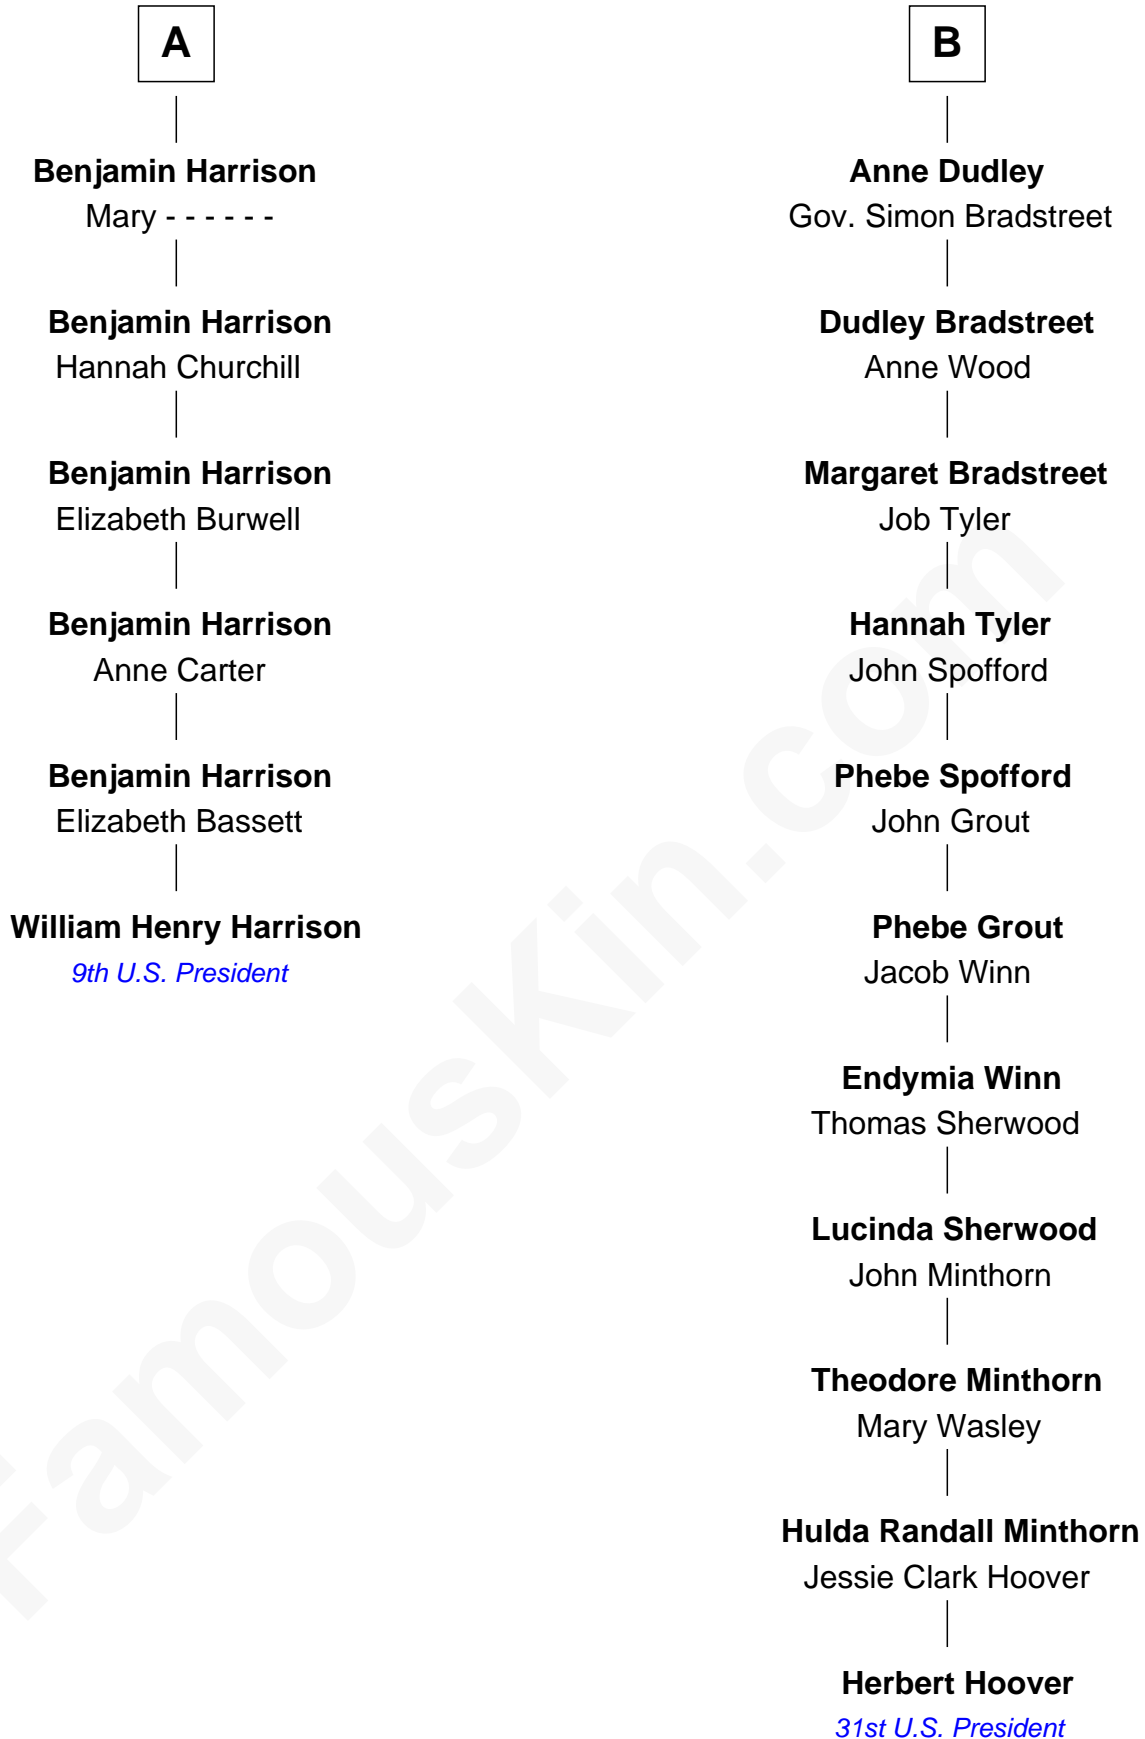 A
Benjamin Harrison
Mary - - - - - -
Benjamin Harrison
Hannah Churchill
Benjamin Harrison
Elizabeth Burwell
Benjamin Harrison
Anne Carter
Benjamin Harrison
Elizabeth Bassett
William Henry Harrison
9th U.S. President
B
Anne Dudley
Gov. Simon Bradstreet
Dudley Bradstreet
Anne Wood
Margaret Bradstreet
Job Tyler
Hannah Tyler
John Spofford
Phebe Spofford
John Grout
Phebe Grout
Jacob Winn
Endymia Winn
Thomas Sherwood
Lucinda Sherwood
John Minthorn
Theodore Minthorn
Mary Wasley
Hulda Randall Minthorn
Jessie Clark Hoover
Herbert Hoover
31st U.S. President
FamousKin.com